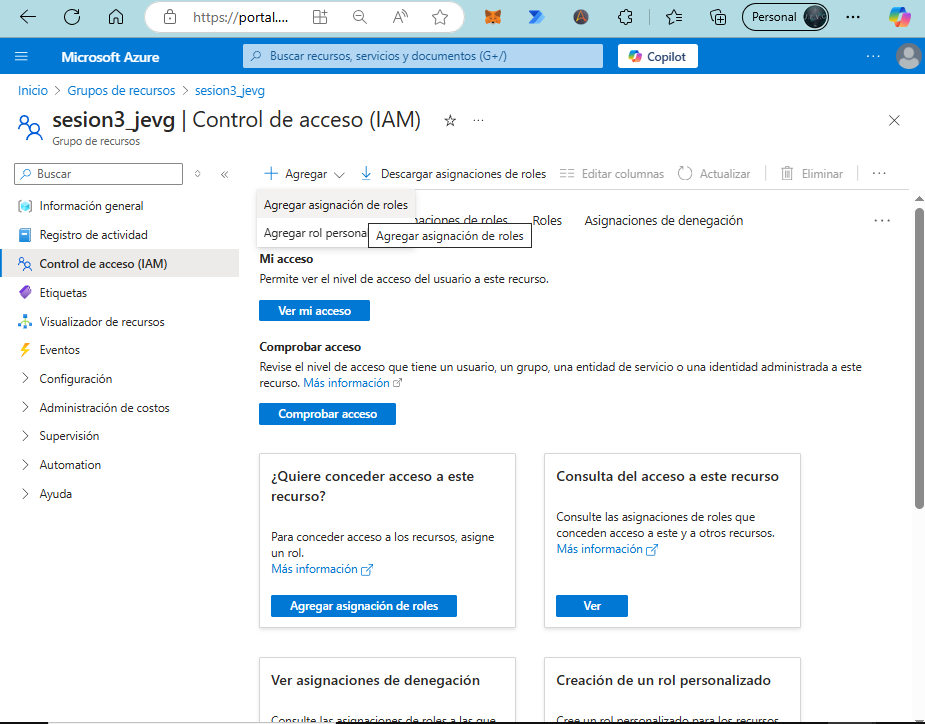 https://portal....
Personal
Microsoft Azure
Buscar recursos, servicios y documentos (G+/)
Copilot
Inicio > Grupos de recursos > sesion3_jevg
sesion3_jevg | Control de acceso (IAM)
Grupo de recursos
Buscar
Agregar
Descargar asignaciones de roles
Editar columnas
Actualizar
Eliminar
Información general
Registro de actividad
Control de acceso (IAM)
Etiquetas
Visualizador de recursos
Eventos
Configuración
Administración de costos
Supervisión
Automation
Ayuda
Agregar asignación de roles
Agregar rol persona
Agregar asignación de roles
naciones de roles
Roles
Asignaciones de denegación
Mi acceso
Permite ver el nivel de acceso del usuario a este recurso.
Ver mi acceso
Comprobar acceso
Revise el nivel de acceso que tiene un usuario, un grupo, una entidad de servicio o una identidad administrada a este
recurso. Más información
Comprobar acceso
¿Quiere conceder acceso a este
recurso?
Para conceder acceso a los recursos, asigne
un rol.
Más información
Agregar asignación de roles
Consulta del acceso a este recurso
Consulte las asignaciones de roles que
conceden acceso a este y a otros recursos.
Más información
Ver
Ver asignaciones de denegación
Consulte las asignaciones de roles a las que
Creación de un rol personalizado
Cree un rol personalizado para los recursos